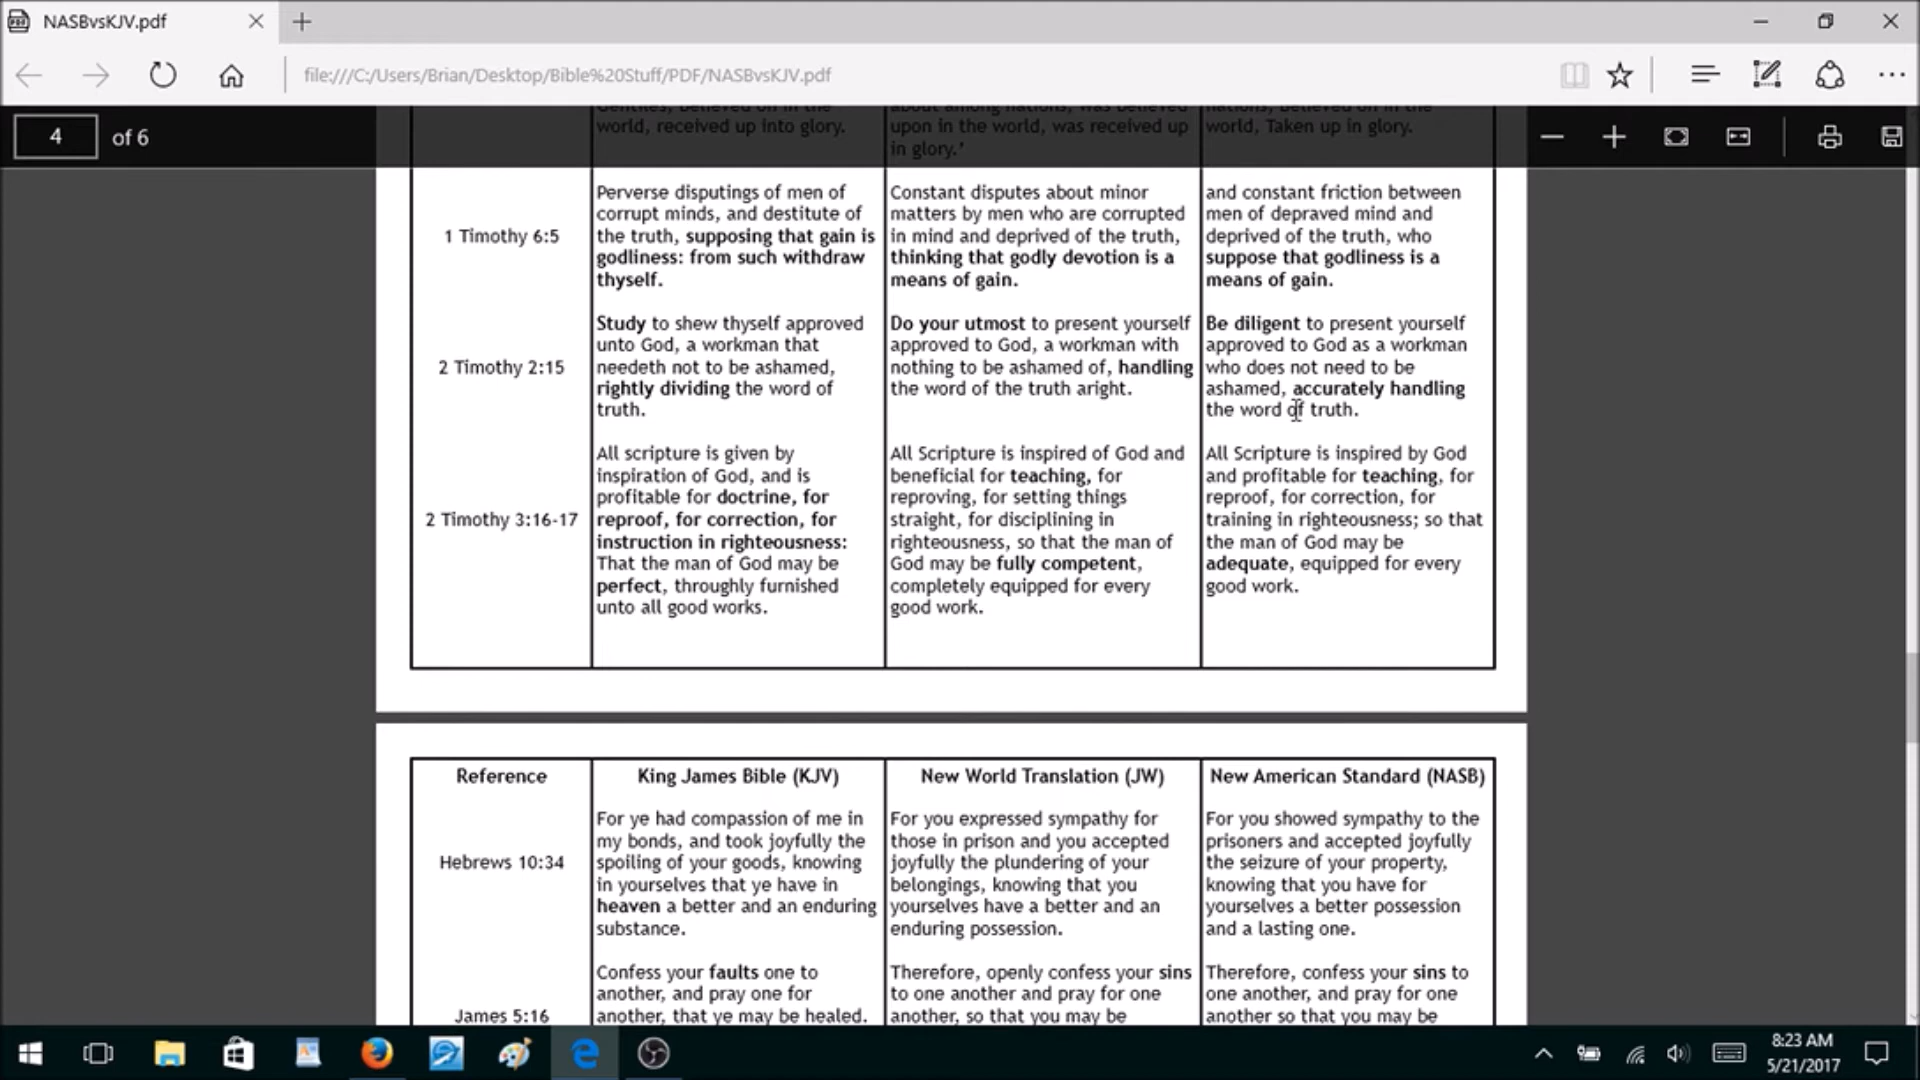 NASBvsKJV.pdf
file:///C:/Users/Brian/Desktop/Bible%20Stuff/PDF/NASBvsKJV.pdf
4 of 6
Gentiles, believed on in the
world, received up into glory.
about among nations, was believed
upon in the world, was received up
in glory.’
nations, Believed on in the
world, Taken up in glory.
1 Timothy 6:5
Perverse disputings of men of
corrupt minds, and destitute of
the truth, supposing that gain is
godliness: from such withdraw
thyself.
Constant disputes about minor
matters by men who are corrupted
in mind and deprived of the truth,
thinking that godly devotion is a
means of gain.
and constant friction between
men of depraved mind and
deprived of the truth, who
suppose that godliness is a
means of gain.
2 Timothy 2:15
Study to shew thyself approved
unto God, a workman that
needeth not to be ashamed,
rightly dividing the word of
truth.
Do your utmost to present yourself
approved to God, a workman with
nothing to be ashamed of, handling
the word of the truth aright.
Be diligent to present yourself
approved to God as a workman
who does not need to be
ashamed, accurately handling
the word of truth.
2 Timothy 3:16-17
All scripture is given by
inspiration of God, and is
profitable for doctrine, for
reproof, for correction, for
instruction in righteousness:
That the man of God may be
perfect, throughly furnished
unto all good works.
All Scripture is inspired of God and
beneficial for teaching, for
reproving, for setting things
straight, for disciplining in
righteousness, so that the man of
God may be fully competent,
completely equipped for every
good work.
All Scripture is inspired by God
and profitable for teaching, for
reproof, for correction, for
training in righteousness; so that
the man of God may be
adequate, equipped for every
good work.
Reference
King James Bible (KJV)
New World Translation (JW)
New American Standard (NASB)
Hebrews 10:34
For ye had compassion of me in
my bonds, and took joyfully the
spoiling of your goods, knowing
in yourselves that ye have in
heaven a better and an enduring
substance.
For you expressed sympathy for
those in prison and you accepted
joyfully the plundering of your
belongings, knowing that you
yourselves have a better and an
enduring possession.
For you showed sympathy to the
prisoners and accepted joyfully
the seizure of your property,
knowing that you have for
yourselves a better possession
and a lasting one.
James 5:16
Confess your faults one to
another, and pray one for
another, that ye may be healed.
Therefore, openly confess your sins
to one another and pray for one
another, so that you may be
Therefore, confess your sins to
one another, and pray for one
another so that you may be
8:23 AM
5/21/2017